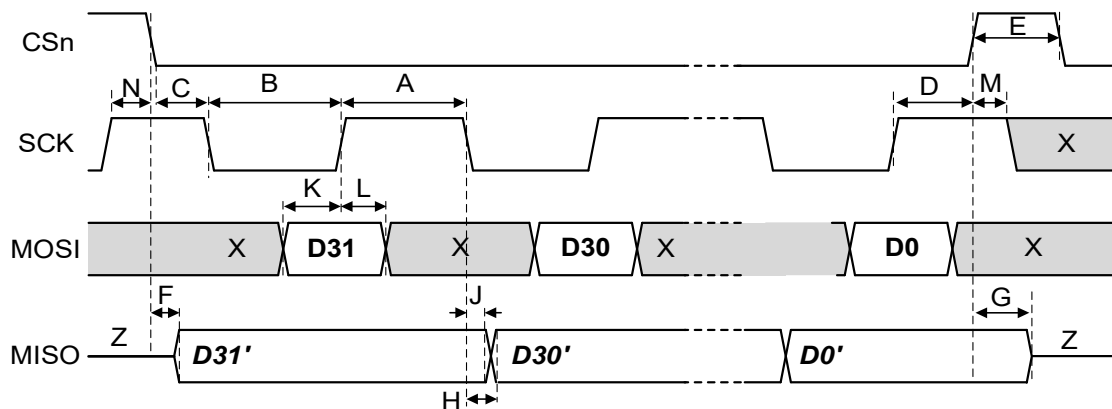 CSn
E
N C B A D M
SCK
X
K L
MOSI
X D31 X D30 X D0 X
F J G
Z Z
MISO
D31' D30' D0'
H